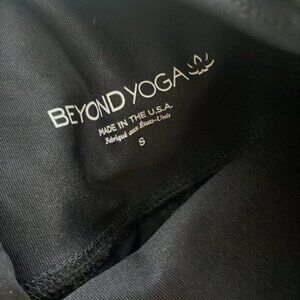 BEYOND YOGA
MADE IN THE U.S.A.
Fabriqué aux États-Unis
S